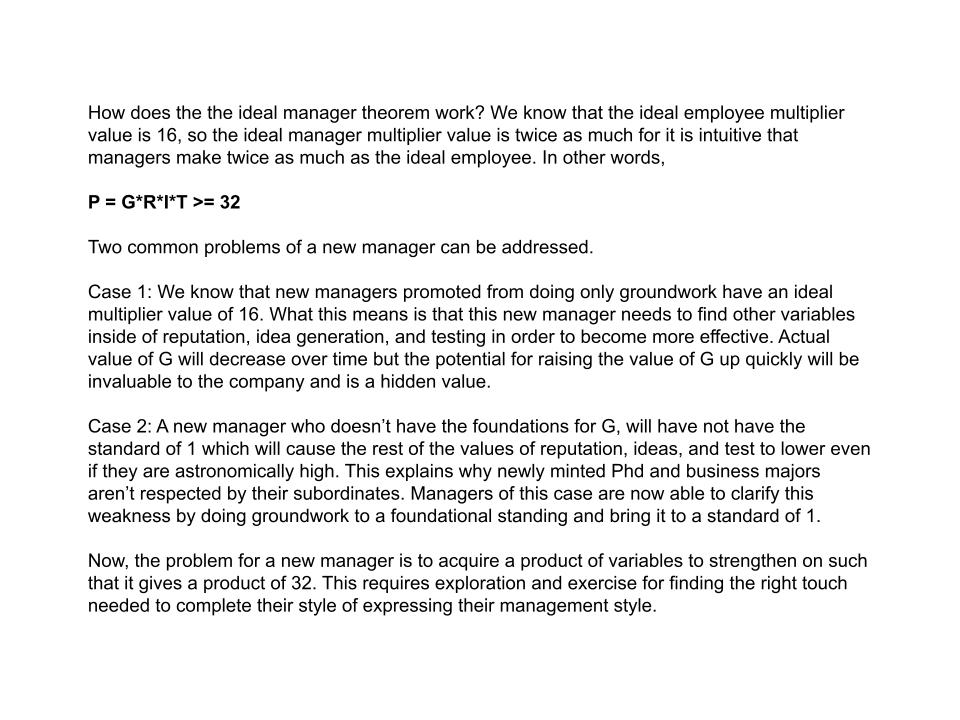 How does the the ideal manager theorem work? We know that the ideal employee multiplier
value is 16, so the ideal manager multiplier value is twice as much for it is intuitive that
managers make twice as much as the ideal employee. In other words,
P = G*R*I*T >= 32
Two common problems of a new manager can be addressed.
Case 1: We know that new managers promoted from doing only groundwork have an ideal
multiplier value of 16. What this means is that this new manager needs to find other variables
inside of reputation, idea generation, and testing in order to become more effective. Actual
value of G will decrease over time but the potential for raising the value of G up quickly will be
invaluable to the company and is a hidden value.
Case 2: A new manager who doesn’t have the foundations for G, will have not have the
standard of 1 which will cause the rest of the values of reputation, ideas, and test to lower even
if they are astronomically high. This explains why newly minted Phd and business majors
aren’t respected by their subordinates. Managers of this case are now able to clarify this
weakness by doing groundwork to a foundational standing and bring it to a standard of 1.
Now, the problem for a new manager is to acquire a product of variables to strengthen on such
that it gives a product of 32. This requires exploration and exercise for finding the right touch
needed to complete their style of expressing their management style.